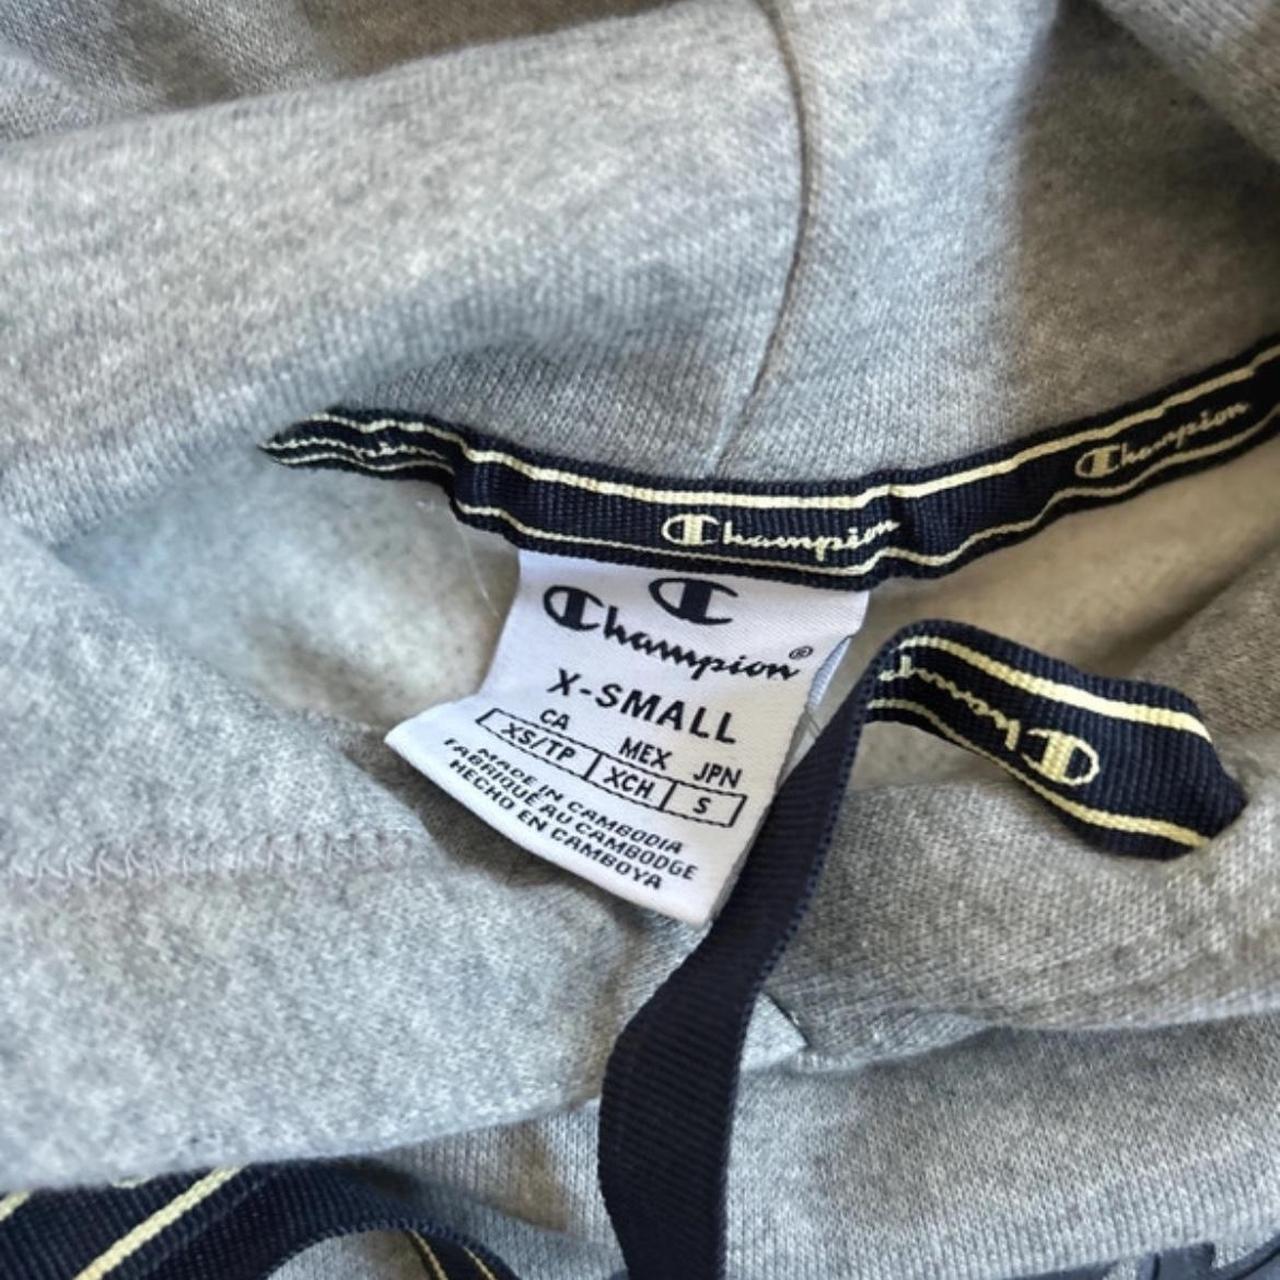 Champion
Champion
Champion
C
Champion®
X-SMALL
CA MEX JPN
XS/TP XCH S
MADE IN CAMBODIA
FABRIQUÉ AU CAMBODGE
HECHO EN CAMBOYA